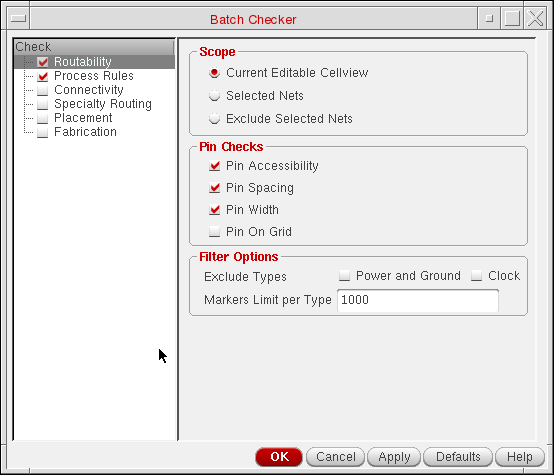 Batch Checker
Check
Routability
Process Rules
Connectivity
Specialty Routing
Placement
Fabrication
Scope
Current Editable Cellview
Selected Nets
Exclude Selected Nets
Pin Checks
Pin Accessibility
Pin Spacing
Pin Width
Pin On Grid
Filter Options
Exclude Types Power and Ground Clock
Markers Limit per Type 1000
OK Cancel Apply Defaults Help